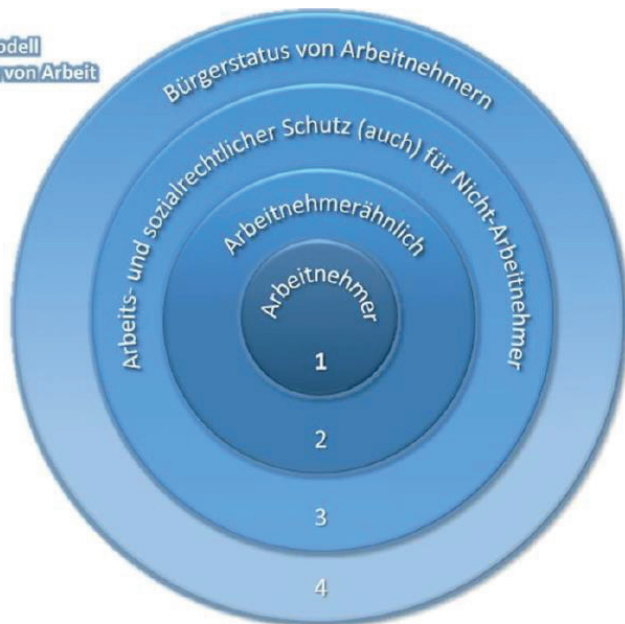 von Arbeit
Bürgerstatus von Arbeitnehmern
Arbeits- und sozialrechtlicher Schutz (auch) für Nicht-Arbeitnehmer
Arbeitnehmerähnlich
Arbeitnehmer
1
2
3
4